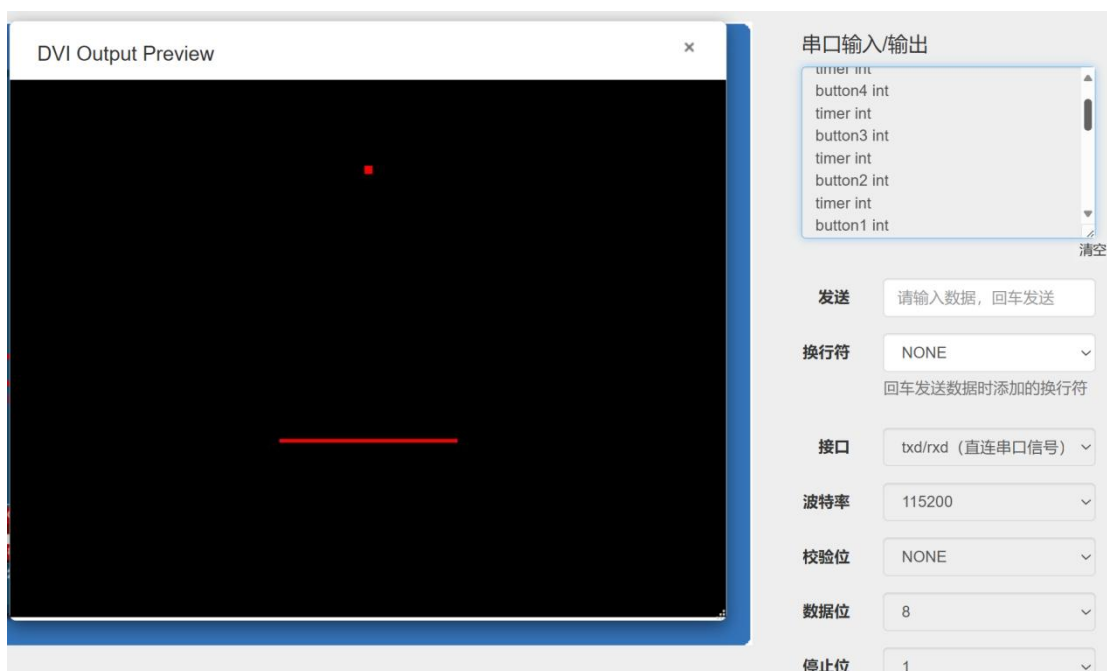 DVI Output Preview
×
串口输入/输出
timer int
button4 int
timer int
button3 int
timer int
button2 int
timer int
button1 int
清空
发送
请输入数据，回车发送
换行符
NONE
回车发送数据时添加的换行符
接口
txd/rxd（直连串口信号）
波特率
115200
校验位
NONE
数据位
8
停止位
1